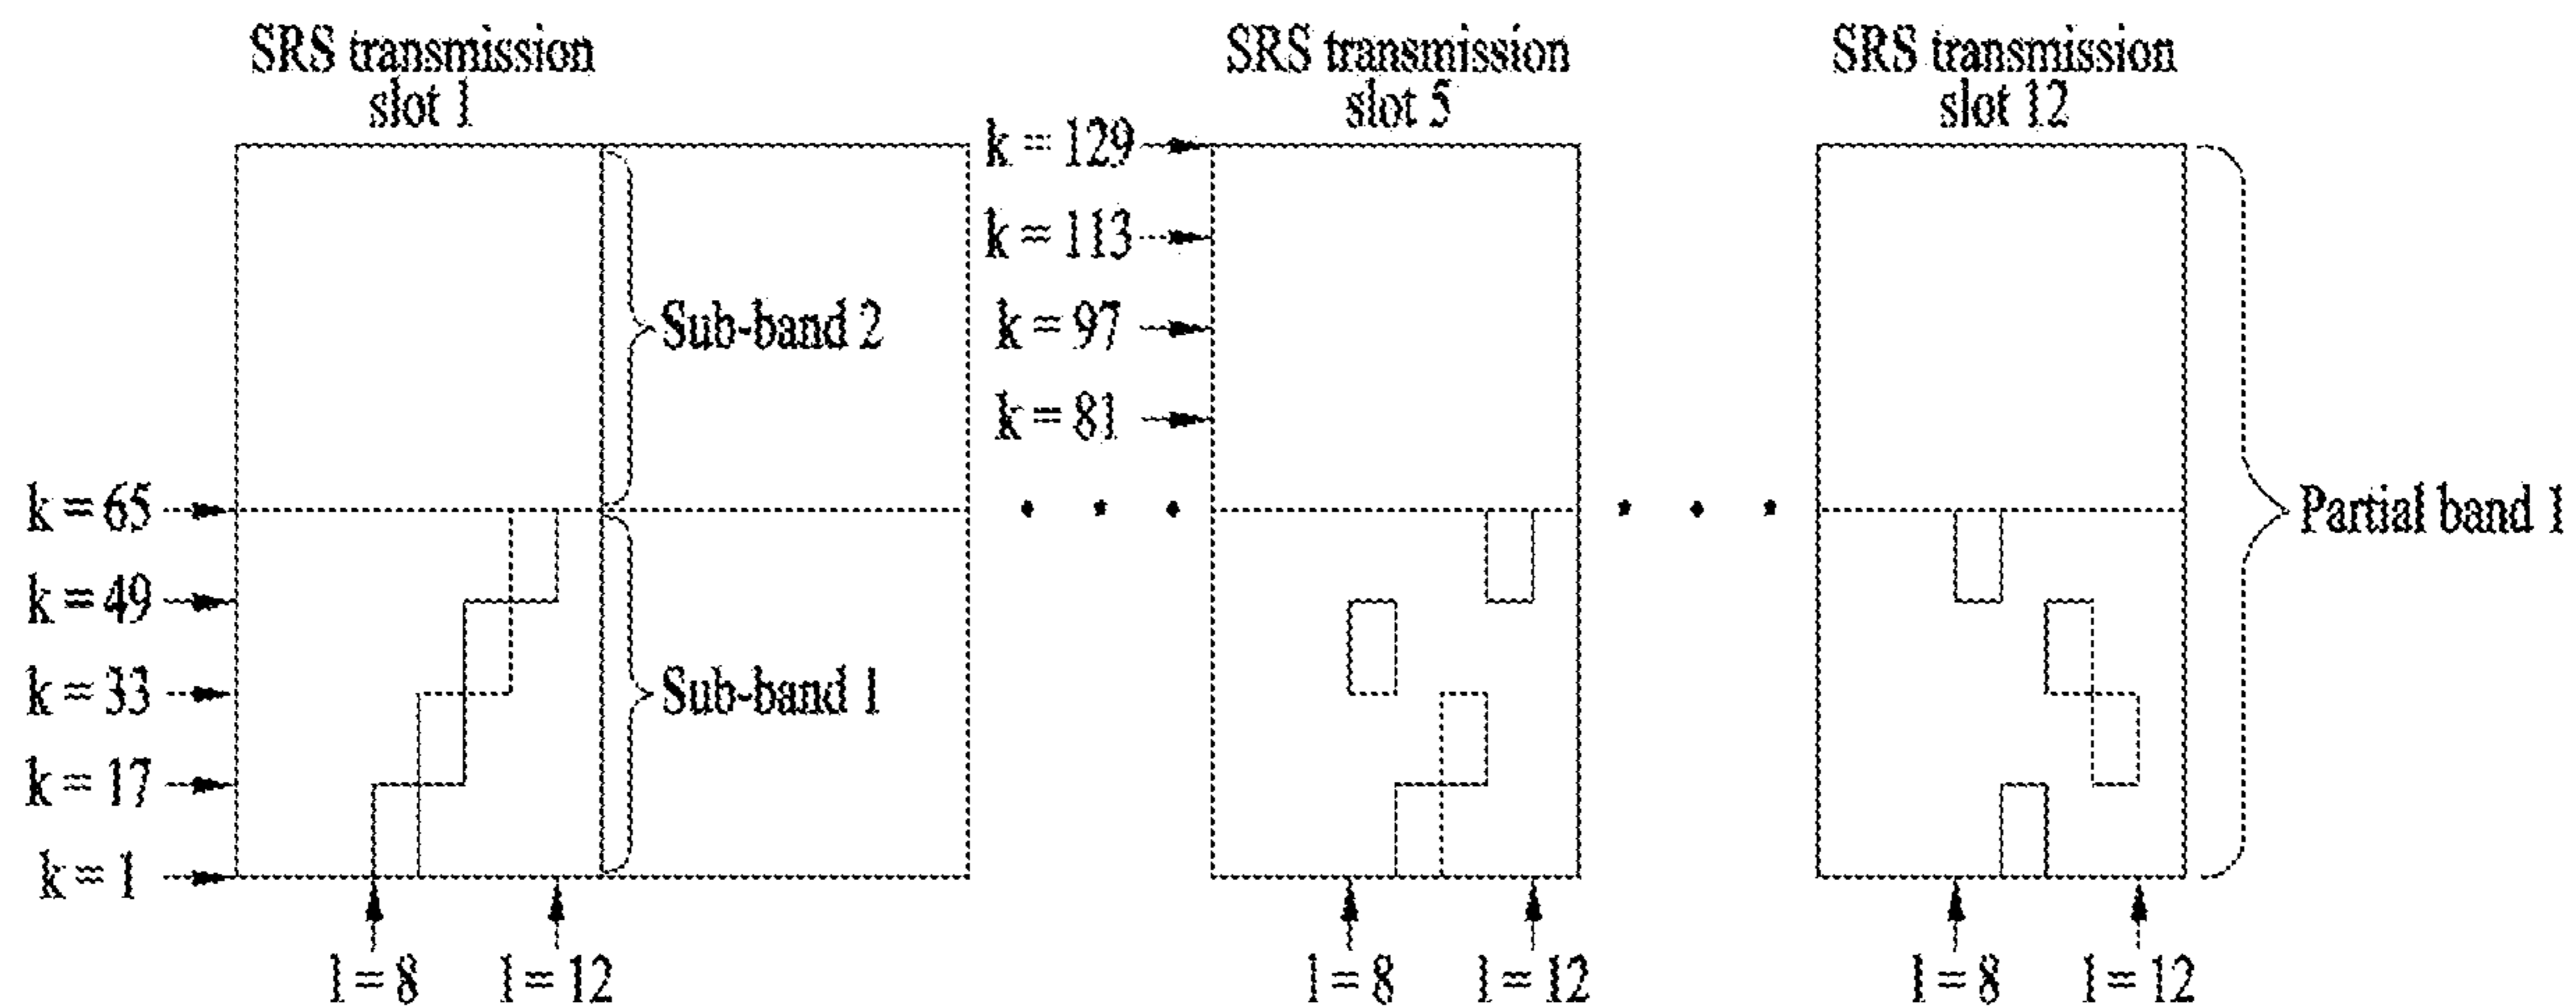 SRS transmission
slot 1
SRS transmission
slot 5
SRS transmission
slot 12
k = 129
k = 113
k = 97
k = 81
Sub-band 2
k = 65
k = 49
k = 33
k = 17
k = 1
Sub-band 1
Partial band 1
l = 8
l = 12
l = 8
l = 12
l = 8
l = 12